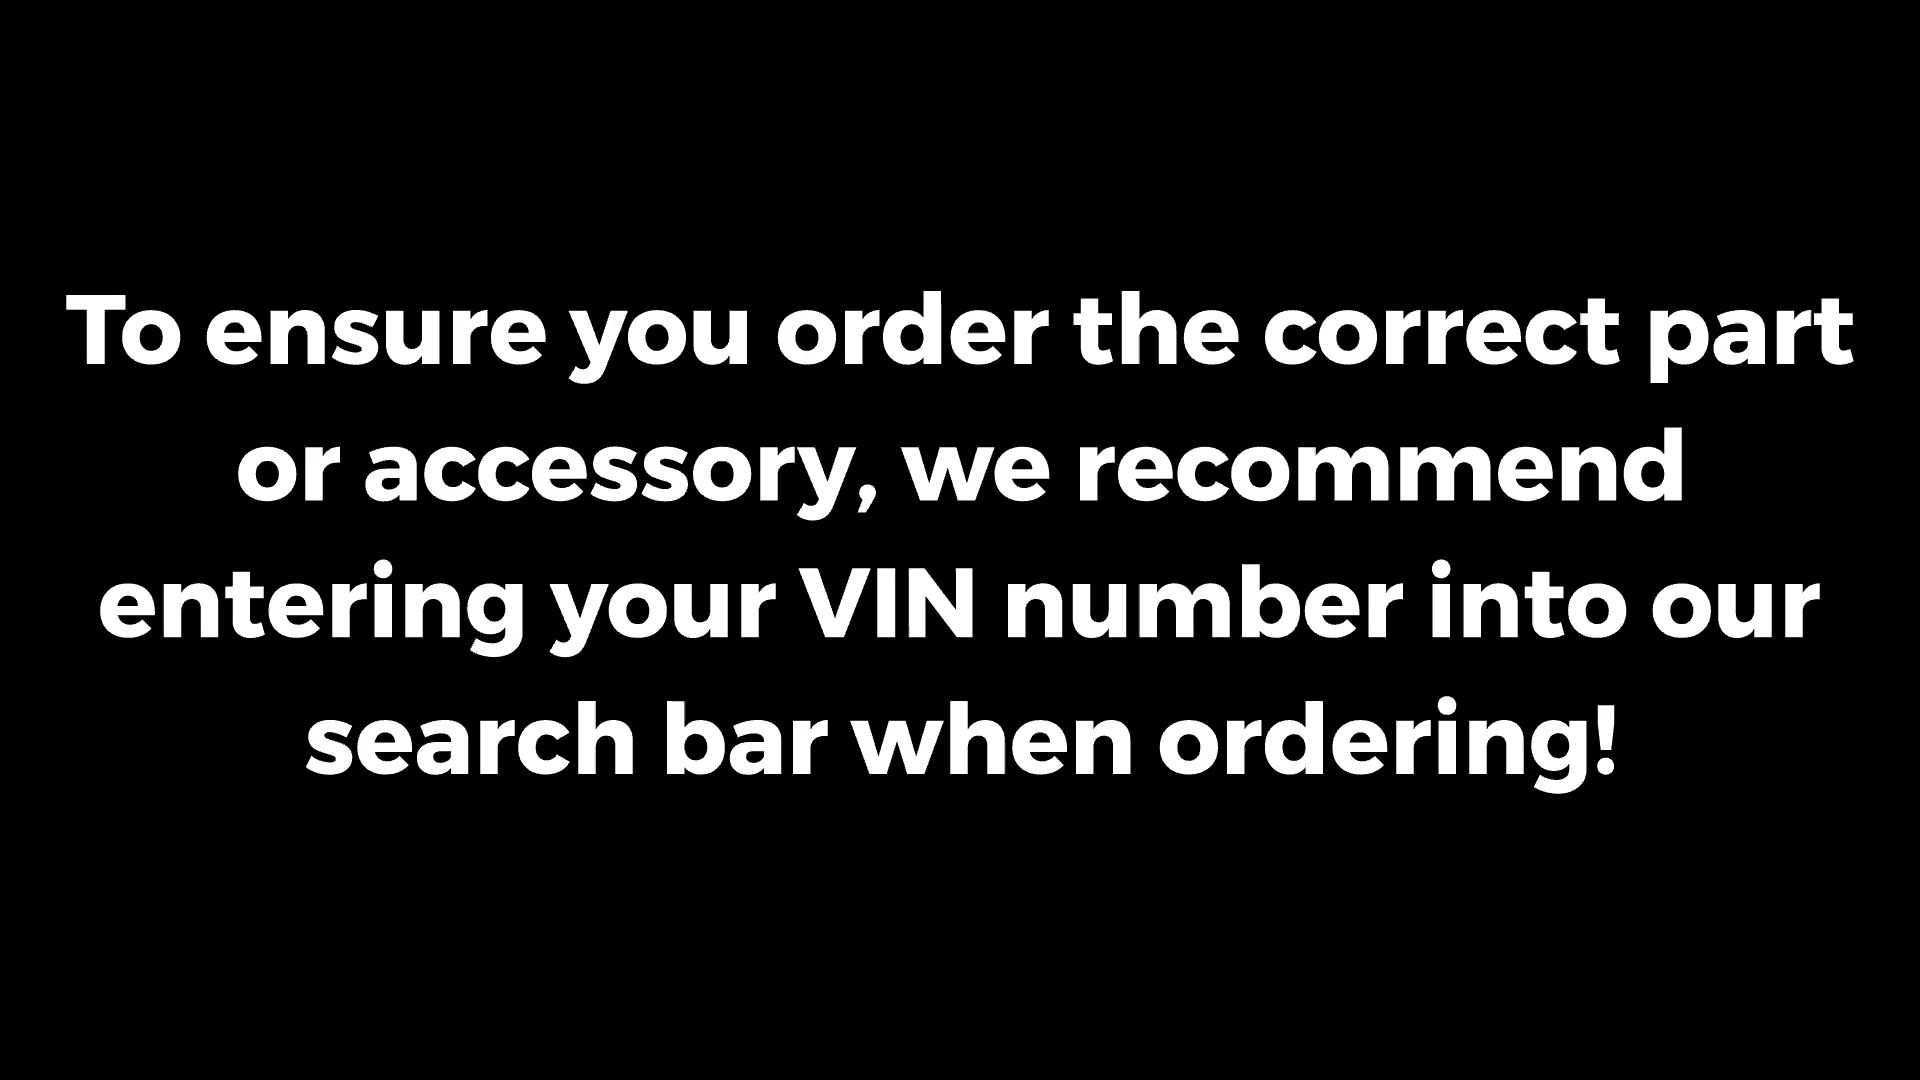 To ensure you order the correct part
or accessory, we recommend
entering your VIN number into our
search bar when ordering!